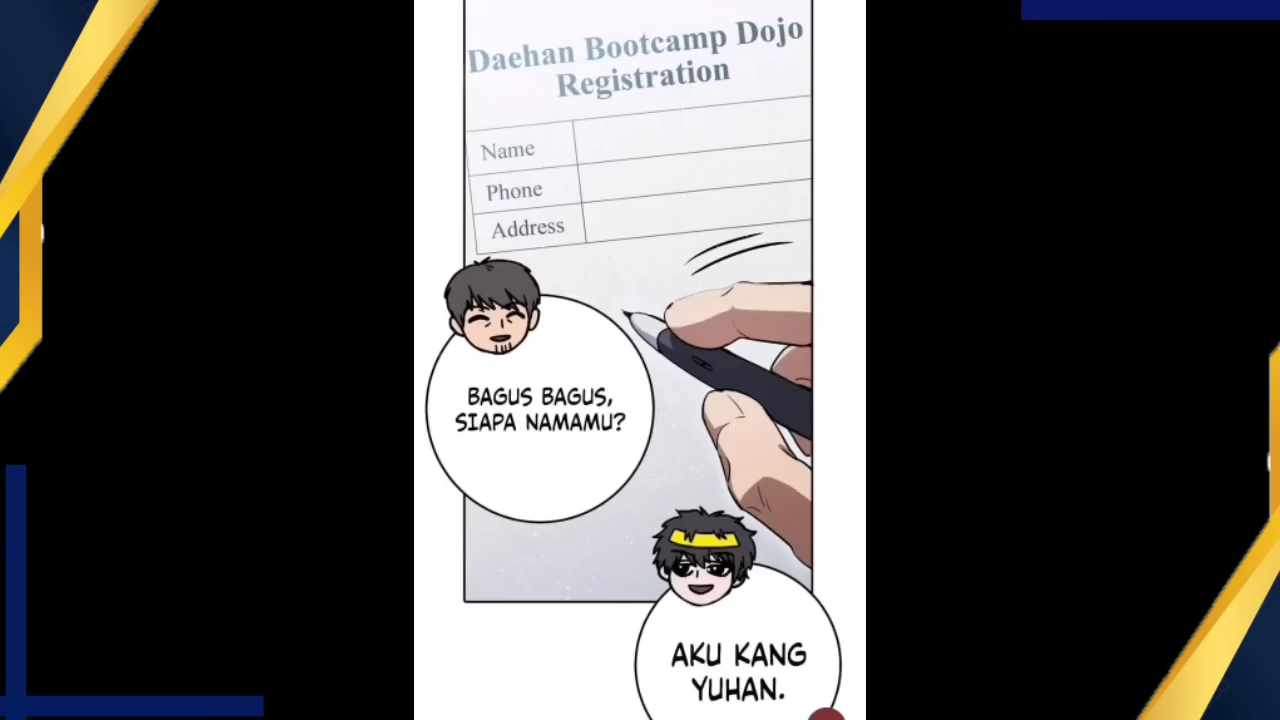 Daehan Bootcamp Dojo
Registration
Name
Phone
Address
BAGUS BAGUS,
SIAPA NAMAMU?
AKU KANG
YUHAN.